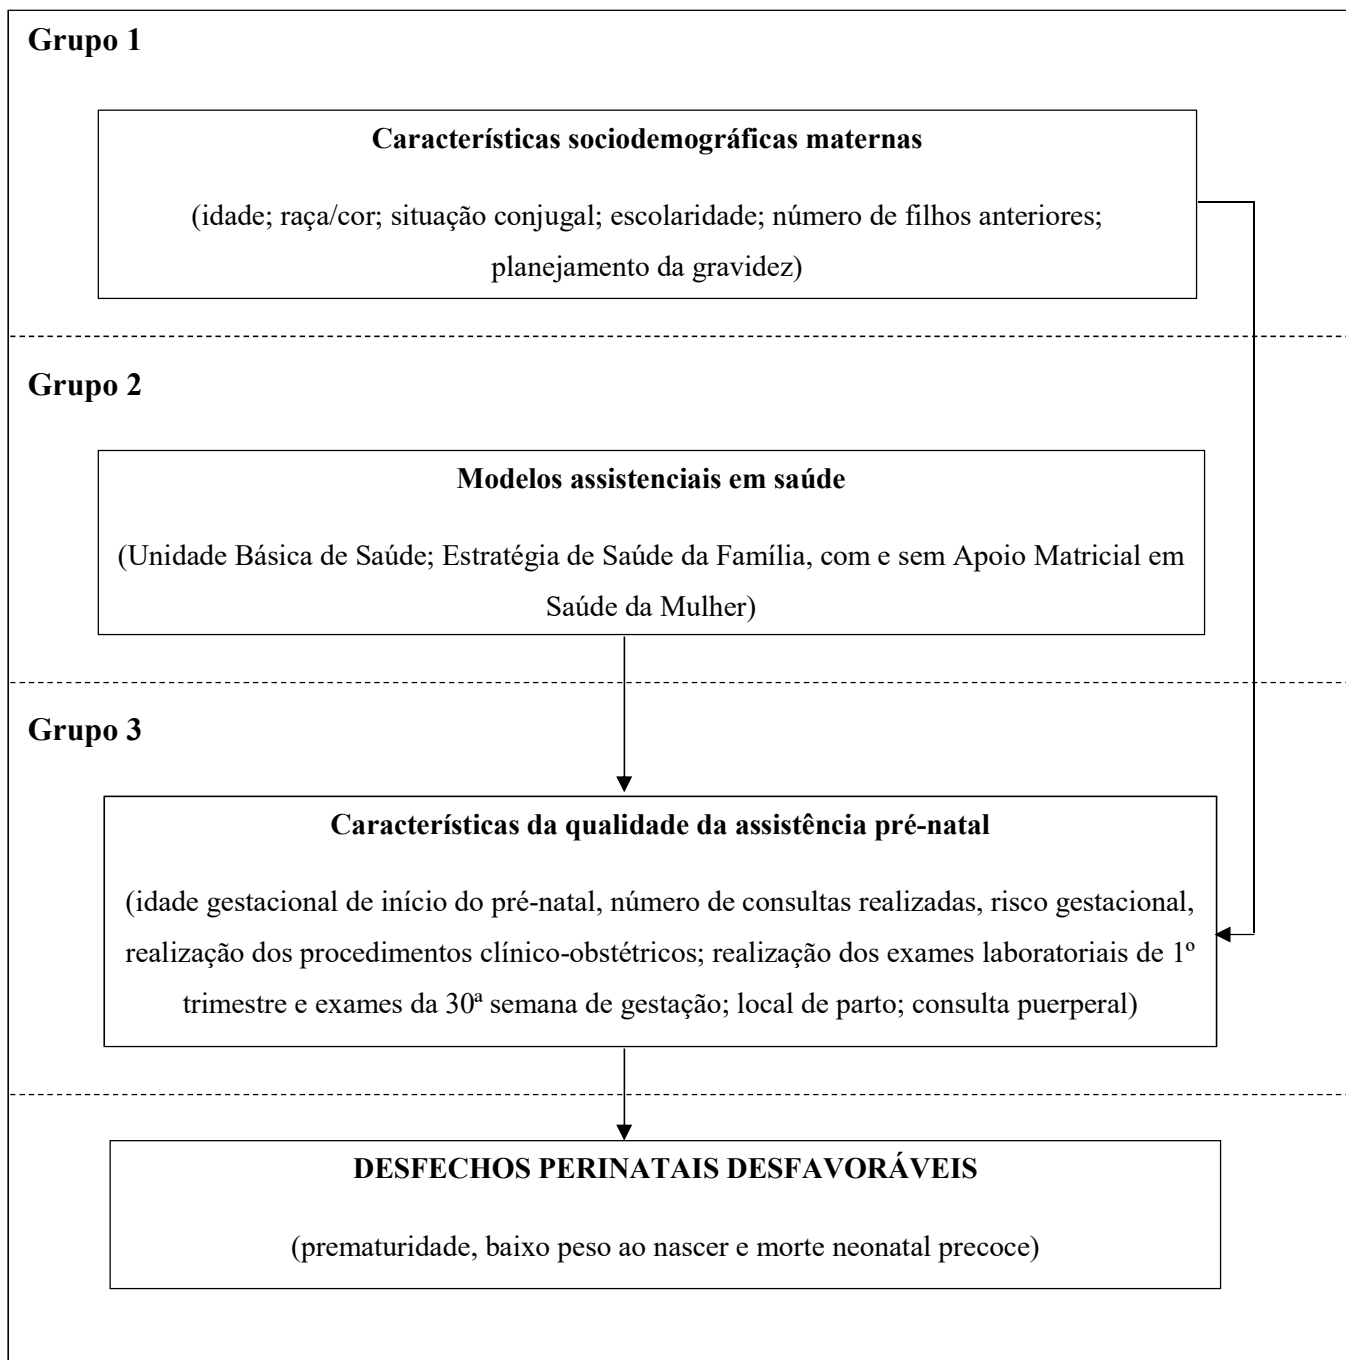 Grupo 1
Características sociodemográficas maternas
(idade; raça/cor; situação conjugal; escolaridade; número de filhos anteriores;
planejamento da gravidez)
Grupo 2
Modelos assistenciais em saúde
(Unidade Básica de Saúde; Estratégia de Saúde da Família, com e sem Apoio Matricial em
Saúde da Mulher)
Grupo 3
Características da qualidade da assistência pré-natal
(idade gestacional de início do pré-natal, número de consultas realizadas, risco gestacional,
realização dos procedimentos clínico-obstétricos; realização dos exames laboratoriais de 1º
trimestre e exames da 30ª semana de gestação; local de parto; consulta puerperal)
DESFECHOS PERINATAIS DESFAVORÁVEIS
(prematuridade, baixo peso ao nascer e morte neonatal precoce)